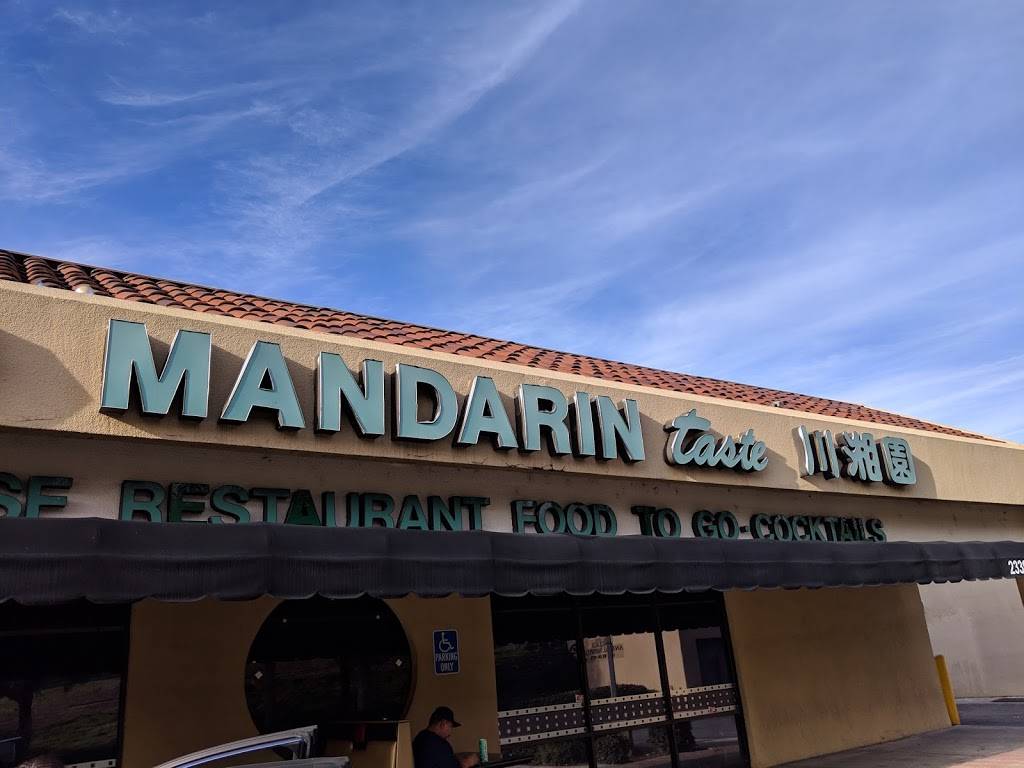 MANDARIN taste 川湘園
SE RESTAURANT FOOD TO GO-COCKTAILS
PARKING ONLY